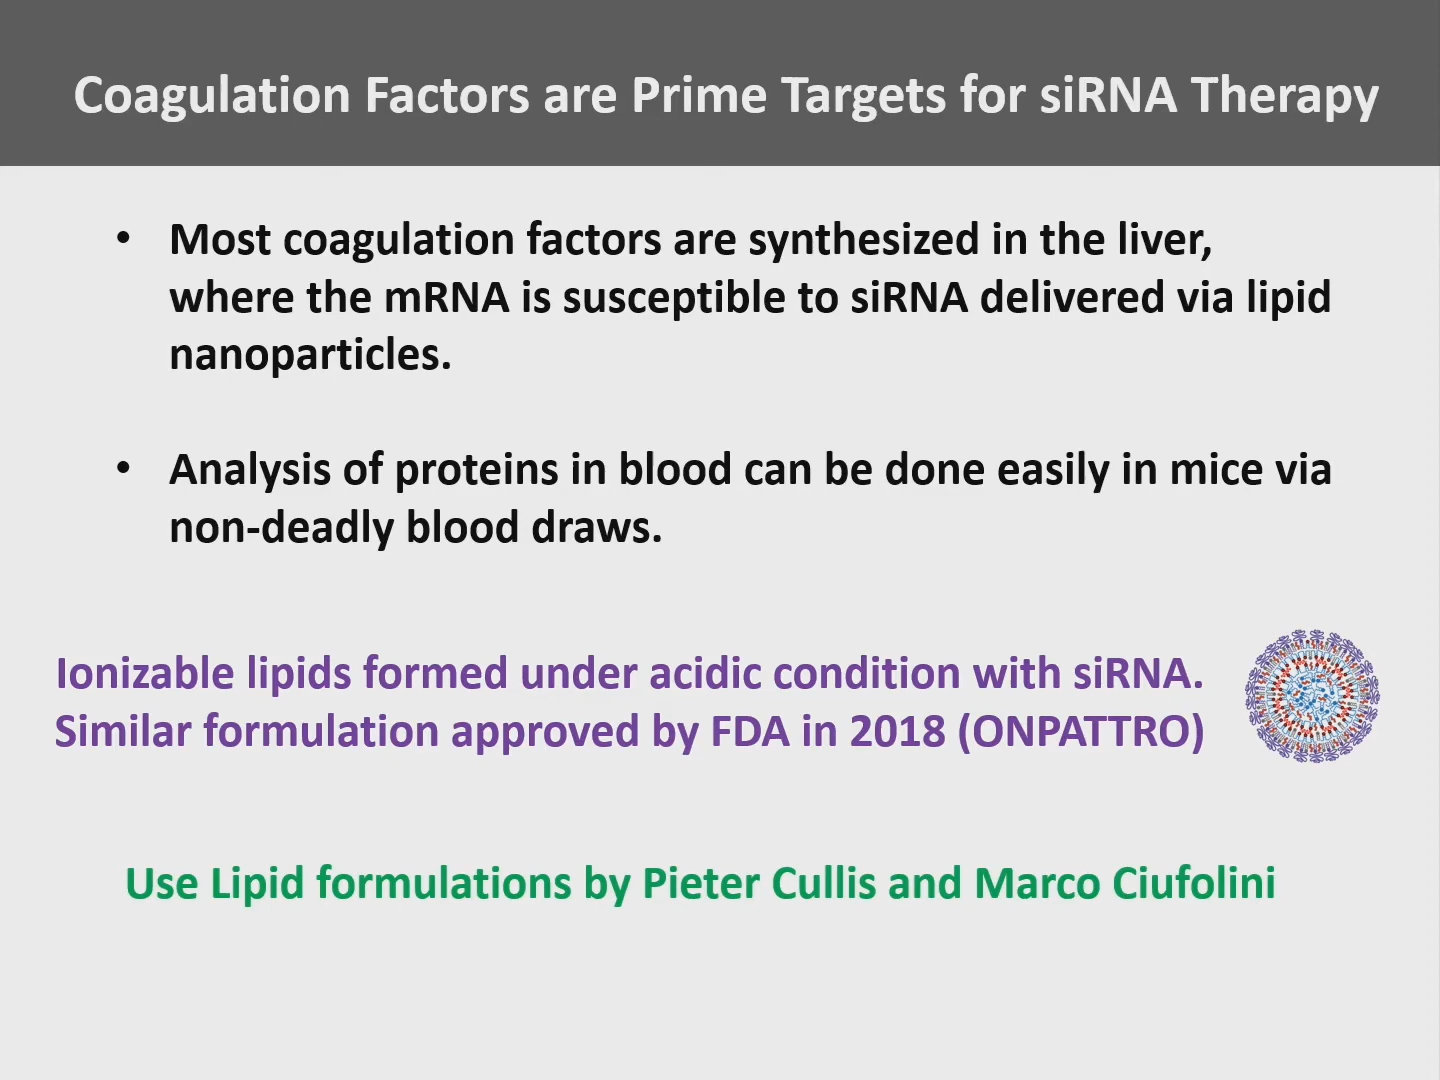 Coagulation Factors are Prime Targets for siRNA Therapy
• Most coagulation factors are synthesized in the liver,
where the mRNA is susceptible to siRNA delivered via lipid
nanoparticles.
• Analysis of proteins in blood can be done easily in mice via
non-deadly blood draws.
Ionizable lipids formed under acidic condition with siRNA.
Similar formulation approved by FDA in 2018 (ONPATTRO)
Use Lipid formulations by Pieter Cullis and Marco Ciufolini